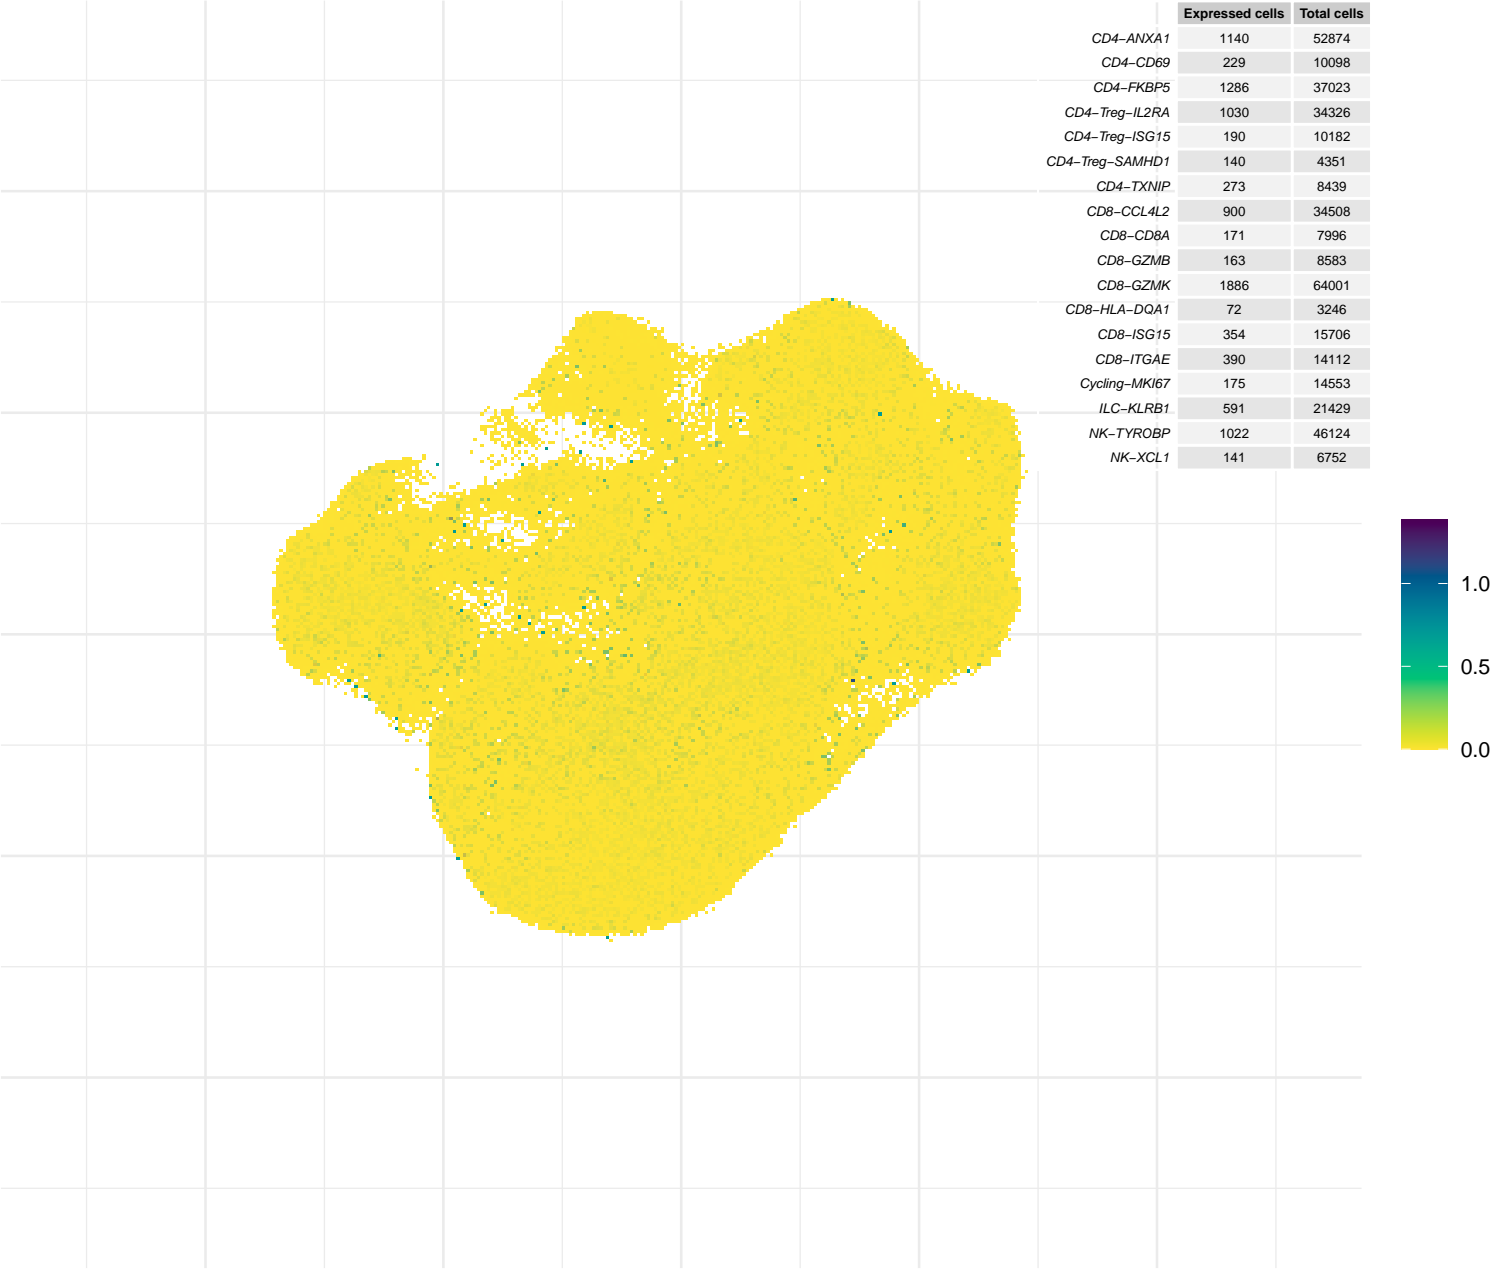 Expressed cells Total cells
CD4−ANXA1 1140 52874
CD4−CD69 229 10098
CD4−FKBP5 1286 37023
CD4−Treg−IL2RA 1030 34326
CD4−Treg−ISG15 190 10182
CD4−Treg−SAMHD1 140 4351
CD4−TXNIP 273 8439
CD8−CCL4L2 900 34508
CD8−CD8A 171 7996
CD8−GZMB 163 8583
CD8−GZMK 1886 64001
CD8−HLA−DQA1 72 3246
CD8−ISG15 354 15706
CD8−ITGAE 390 14112
Cycling−MKI67 175 14553
ILC−KLRB1 591 21429
NK−TYROBP 1022 46124
NK−XCL1 141 6752
1.0
0.5
0.0